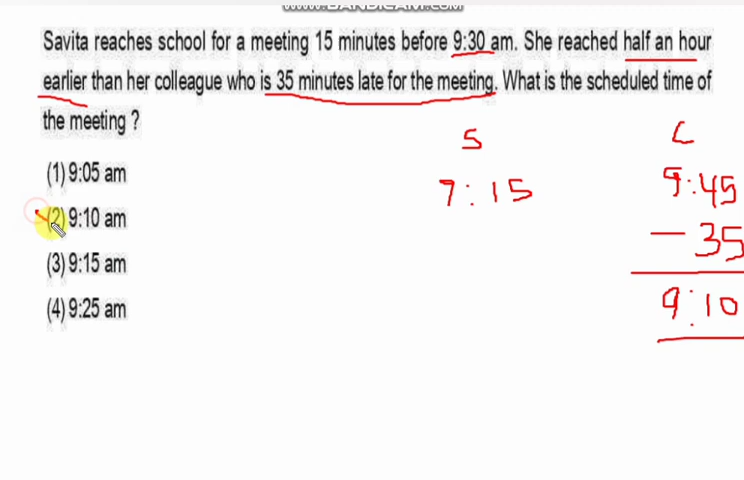 www.BANDICAM.COM
Savita reaches school for a meeting 15 minutes before 9:30 am. She reached half an hour
earlier than her colleague who is 35 minutes late for the meeting. What is the scheduled time of
the meeting ?
S C
(1) 9:05 am
9:15 9:45
(2) 9:10 am
- 35
(3) 9:15 am
9:10
(4) 9:25 am